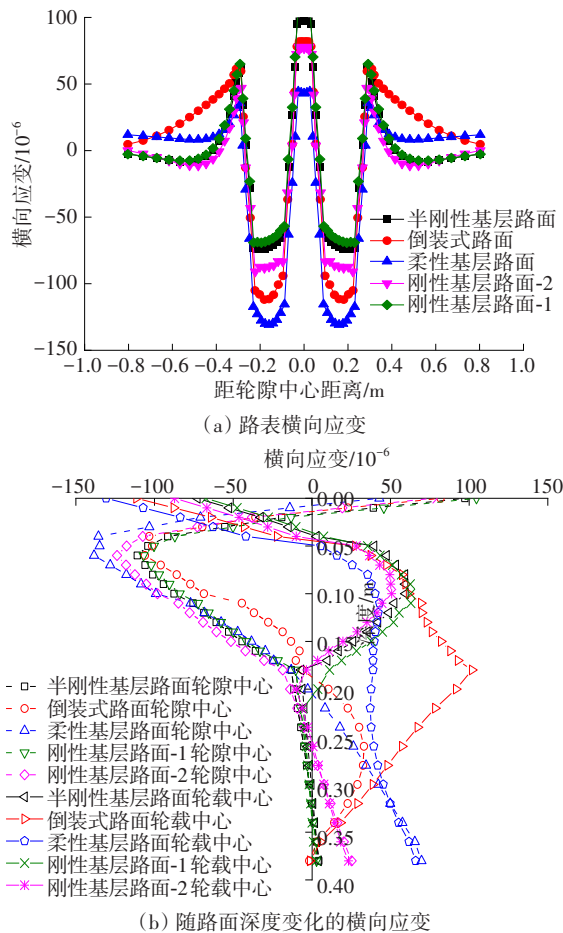 100
50
0
−50
−100
−150
横向应变/10⁻⁶
半刚性基层路面
倒装式路面
柔性基层路面
刚性基层路面-2
刚性基层路面-1
−1.0 −0.8 −0.6 −0.4 −0.2 0.0 0.2 0.4 0.6 0.8 1.0
距轮隙中心距离/m
(a) 路表横向应变
横向应变/10⁻⁶
−150 −100 −50 0 50 100 150
0.00
0.05
0.10
0.15
0.20
0.25
0.30
0.35
0.40
度/m
半刚性基层路面轮隙中心
倒装式路面轮隙中心
柔性基层路面轮隙中心
刚性基层路面-1轮隙中心
刚性基层路面-2轮隙中心
半刚性基层路面轮载中心
倒装式路面轮载中心
柔性基层路面轮载中心
刚性基层路面-1轮载中心
刚性基层路面-2轮载中心
(b) 随路面深度变化的横向应变